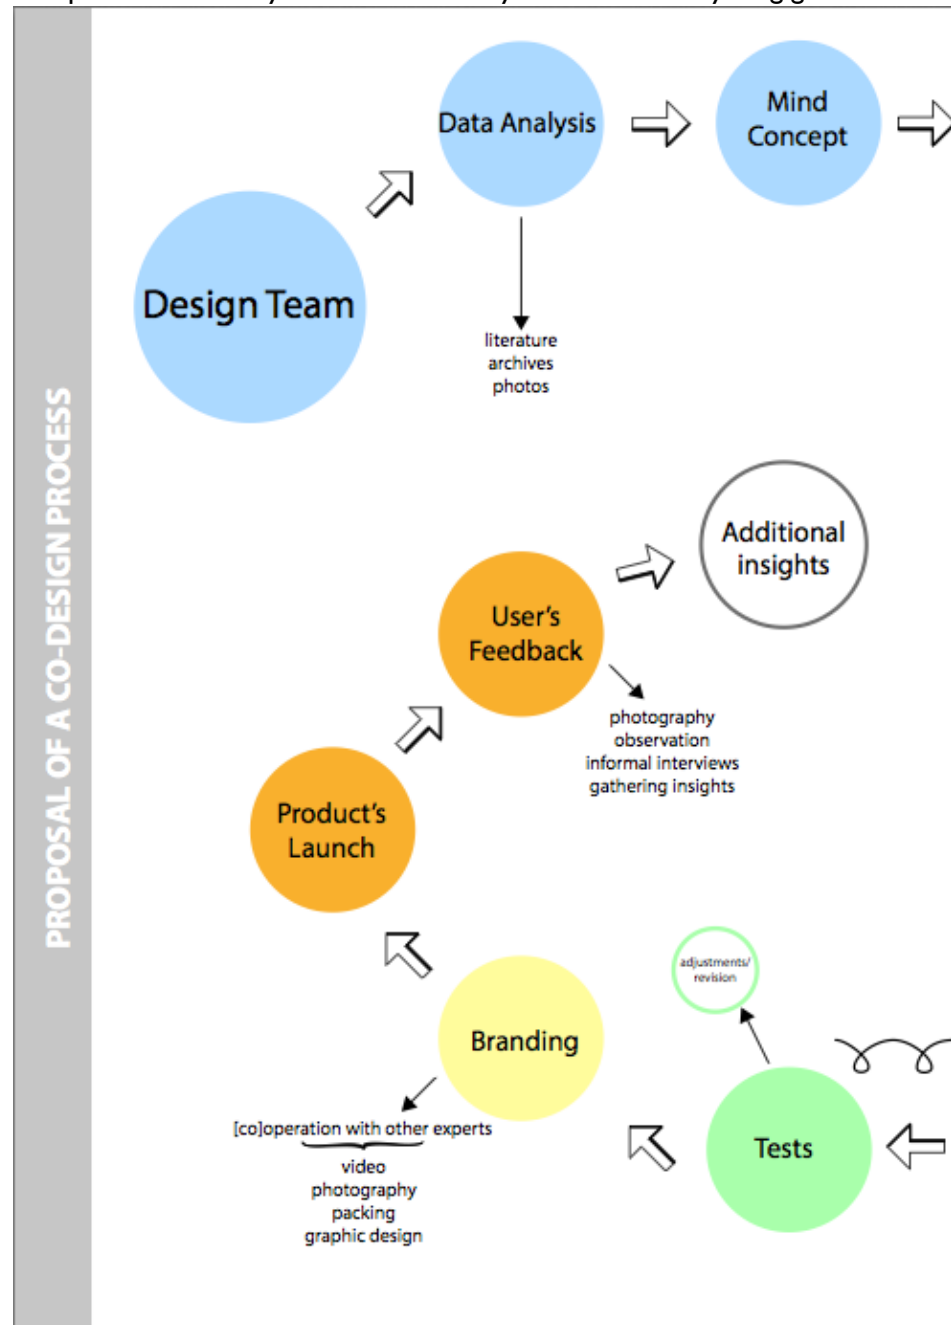 PROPOSAL OF A CO-DESIGN PROCESS
Data Analysis
Mind
Concept
Design Team
literature
archives
photos
Additional
insights
User's
Feedback
photography
observation
informal interviews
gathering insights
Product's
Launch
adjustments/
revision
Branding
[co]operation with other experts
video
photography
packing
graphic design
Tests